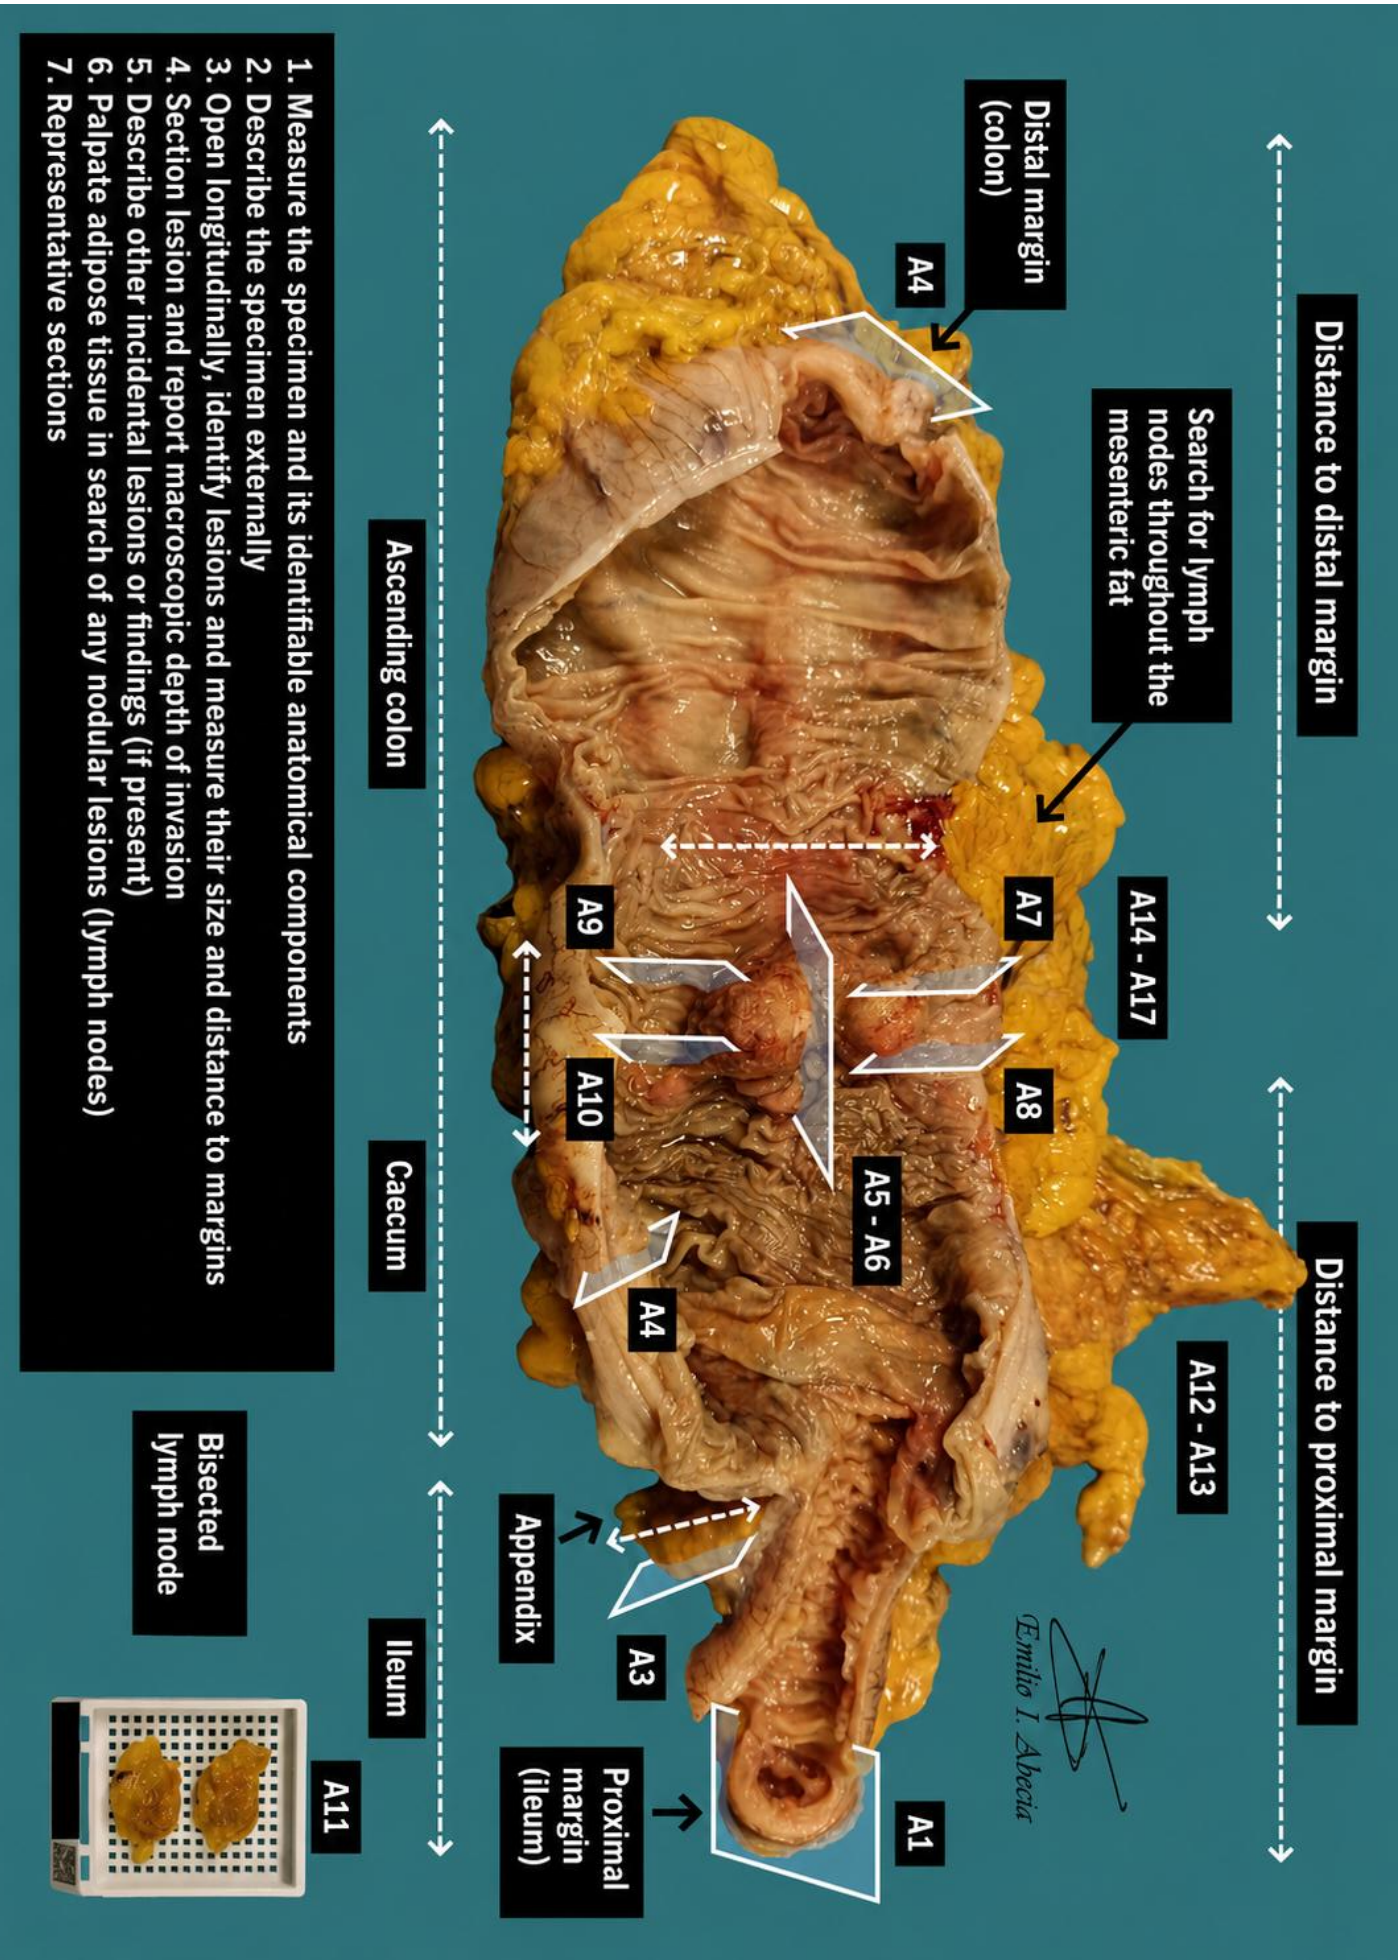 Distance to distal margin
Distance to proximal margin
Search for lymph
nodes throughout the
mesenteric fat
A14 - A17
A12 - A13
Distal margin
(colon)
A4
A7
A8
A5 - A6
A9
A10
A4
A1
A3
Emilio I. Abecia
Appendix
Proximal
margin
(ileum)
Ascending colon
Caecum
Ileum
1. Measure the specimen and its identifiable anatomical components
2. Describe the specimen externally
3. Open longitudinally, identify lesions and measure their size and distance to margins
4. Section lesion and report macroscopic depth of invasion
5. Describe other incidental lesions or findings (if present)
6. Palpate adipose tissue in search of any nodular lesions (lymph nodes)
7. Representative sections
Bisected
lymph node
A11